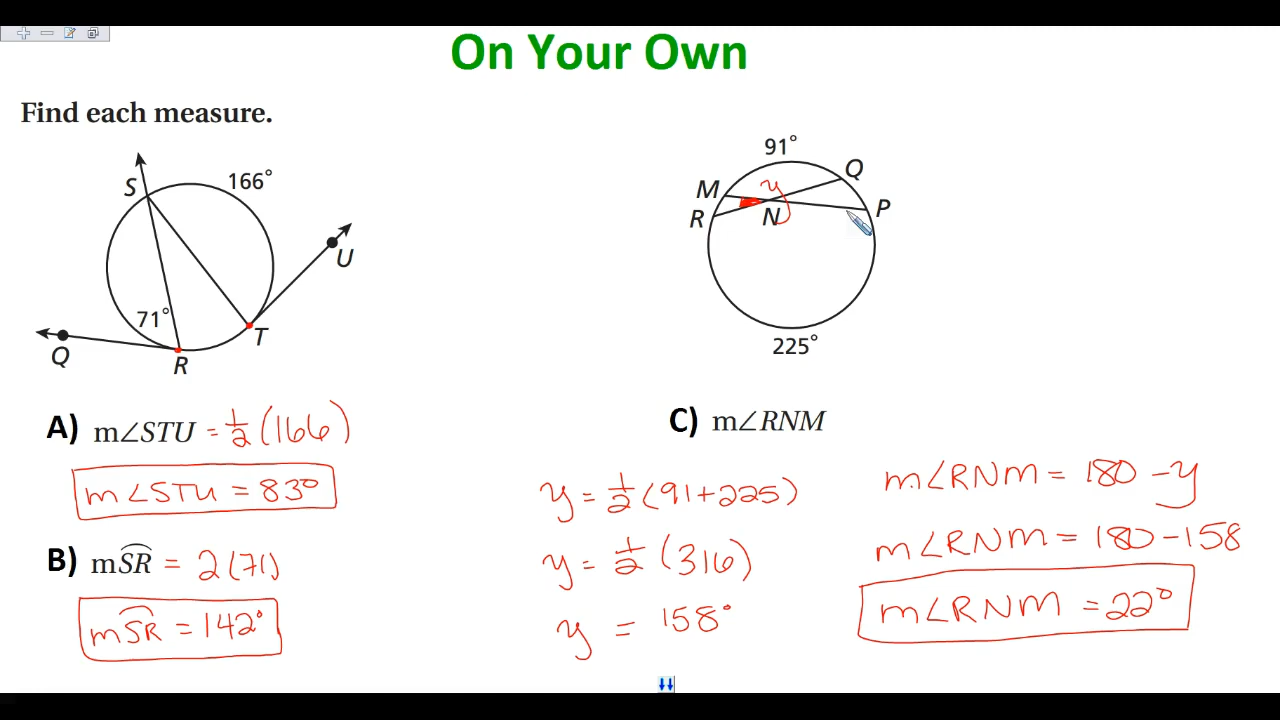 On Your Own
Find each measure.
S
166°
U
71°
T
Q
R
91°
Q
M
y
R
N
P
225°
A) m∠STU = 1/2 (166)
m∠STU = 83°
B) mSR = 2(71)
mSR = 142°
C) m∠RNM
y = 1/2 (91+225)
y = 1/2 (316)
y = 158°
m∠RNM = 180 - y
m∠RNM = 180 - 158
m∠RNM = 22°